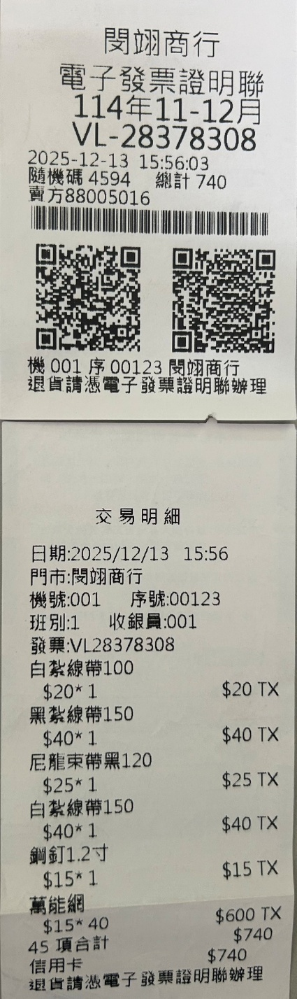 閔翊商行
電子發票證明聯
114年11-12月
VL-28378308
2025-12-13 15:56:03
隨機碼 4594 總計 740
賣方88005016
機 001 序 00123 閔翊商行
退貨請憑電子發票證明聯辦理
交易明細
日期:2025/12/13 15:56
門市:閔翊商行
機號:001 序號:00123
班別:1 收銀員:001
發票:VL28378308
白紮線帶100
$20* 1 $20 TX
黑紮線帶150
$40* 1 $40 TX
尼龍束帶黑120
$25* 1 $25 TX
白紮線帶150
$40* 1 $40 TX
鋼釘1.2寸
$15* 1 $15 TX
萬能網
$15* 40 $600 TX
45 項合計 $740
信用卡 $740
退貨請憑電子發票證明聯辦理